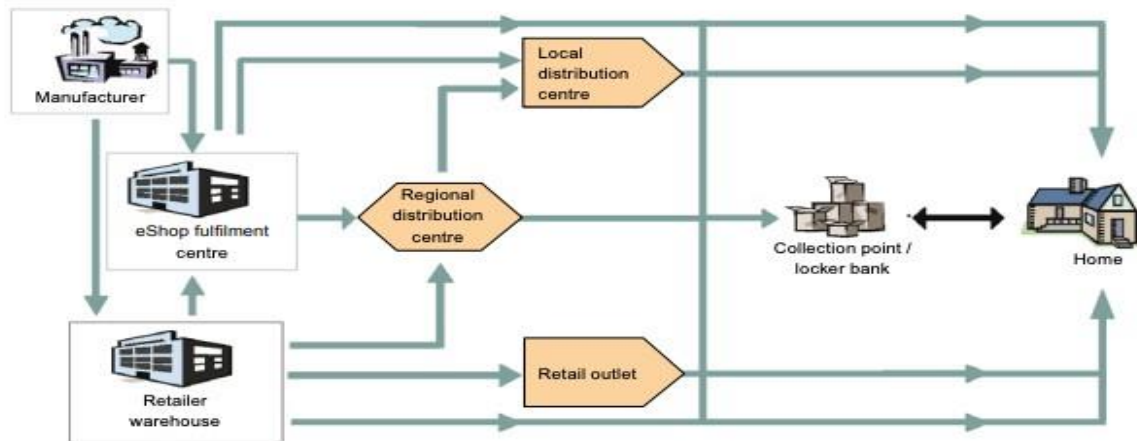 Manufacturer
eShop fulfilment
centre
Retailer
warehouse
Regional
distribution
centre
Local
distribution
centre
Retail outlet
Collection point /
locker bank
Home